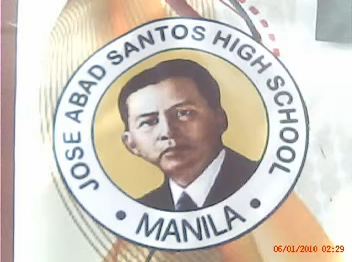 JOSE ABAD SANTOS HIGH SCHOOL
• MANILA •
06/01/2010 02:29